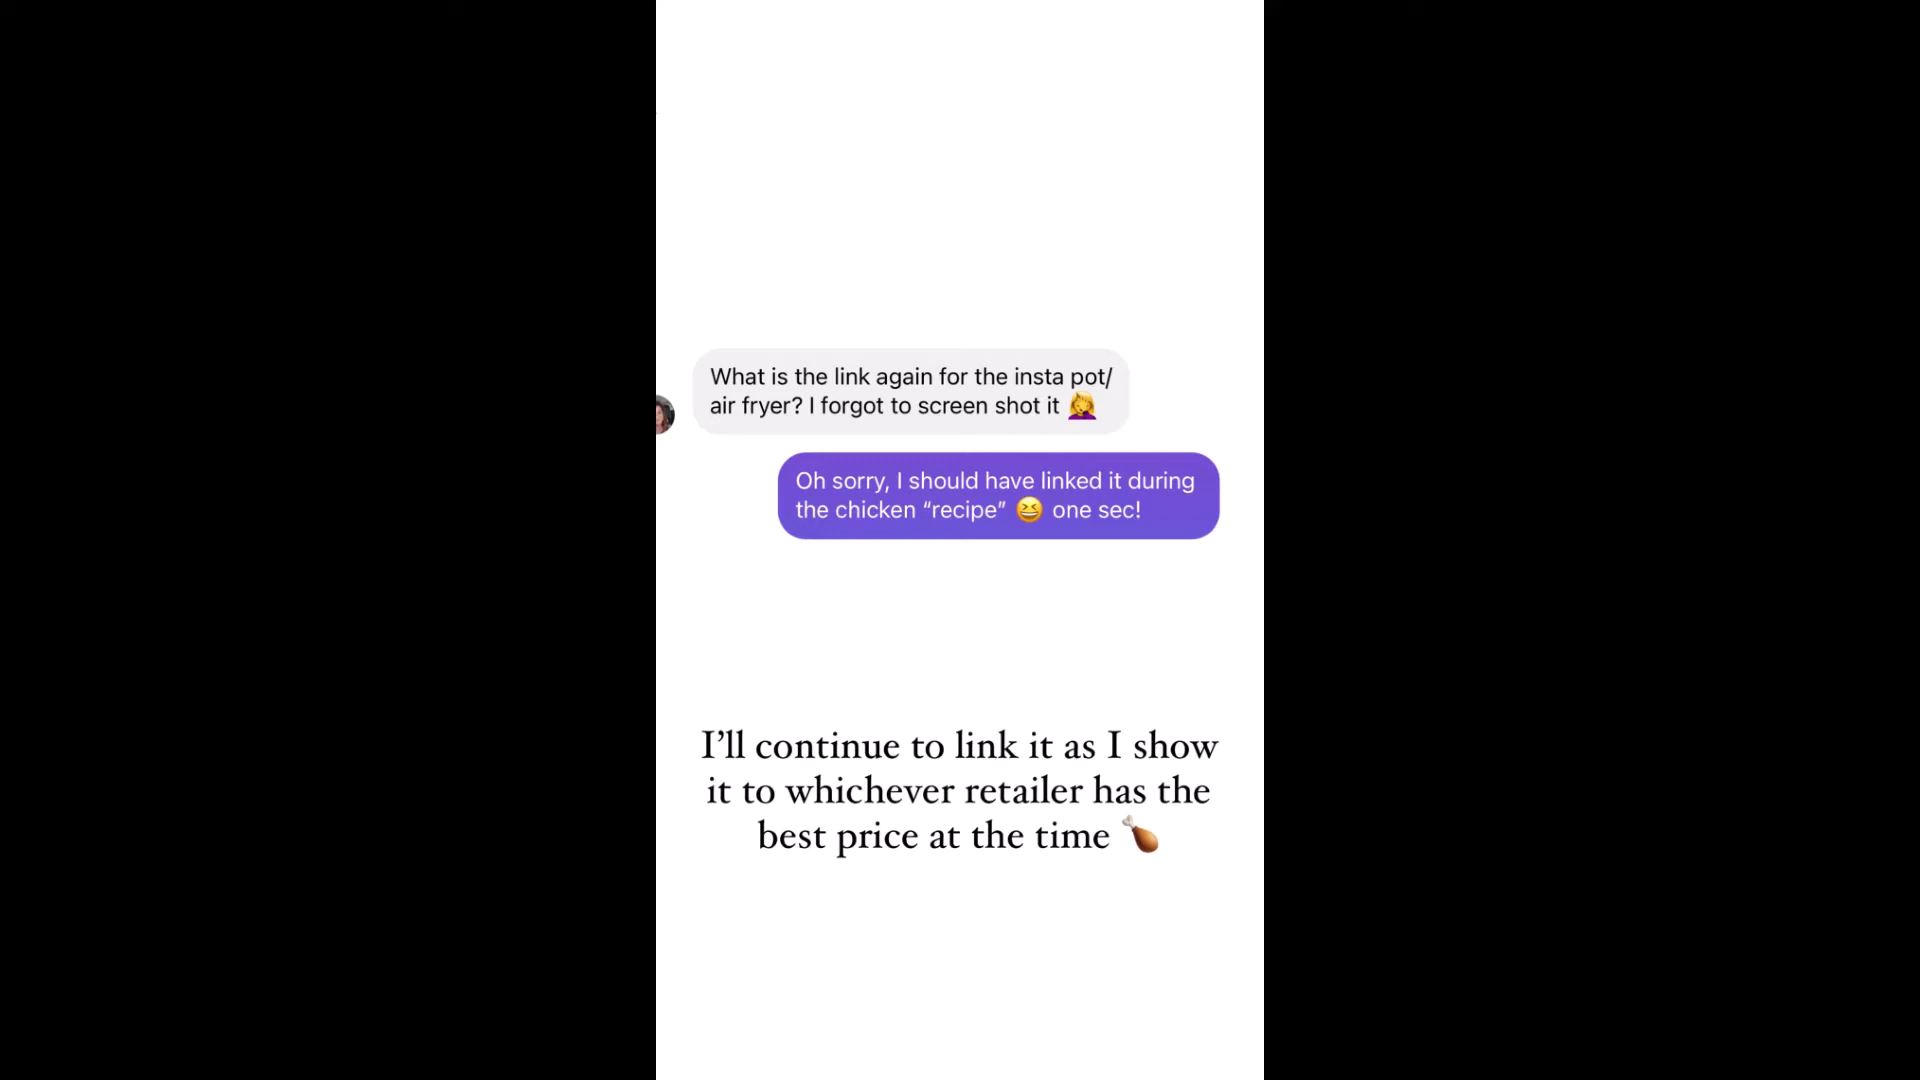 What is the link again for the insta pot/
air fryer? I forgot to screen shot it 🤦‍♀️
Oh sorry, I should have linked it during
the chicken “recipe” 😆 one sec!
I’ll continue to link it as I show
it to whichever retailer has the
best price at the time 🍗